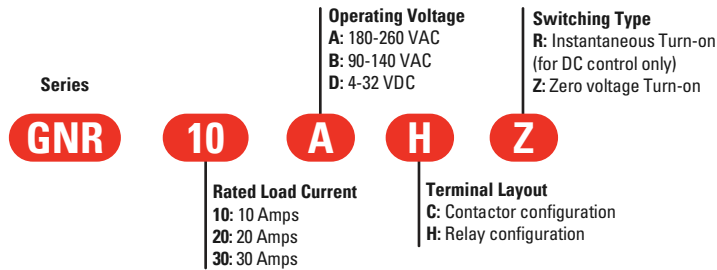 Operating Voltage
A: 180-260 VAC
B: 90-140 VAC
D: 4-32 VDC
Switching Type
R: Instantaneous Turn-on
(for DC control only)
Z: Zero voltage Turn-on
Series
GNR
10
A
H
Z
Rated Load Current
10: 10 Amps
20: 20 Amps
30: 30 Amps
Terminal Layout
C: Contactor configuration
H: Relay configuration